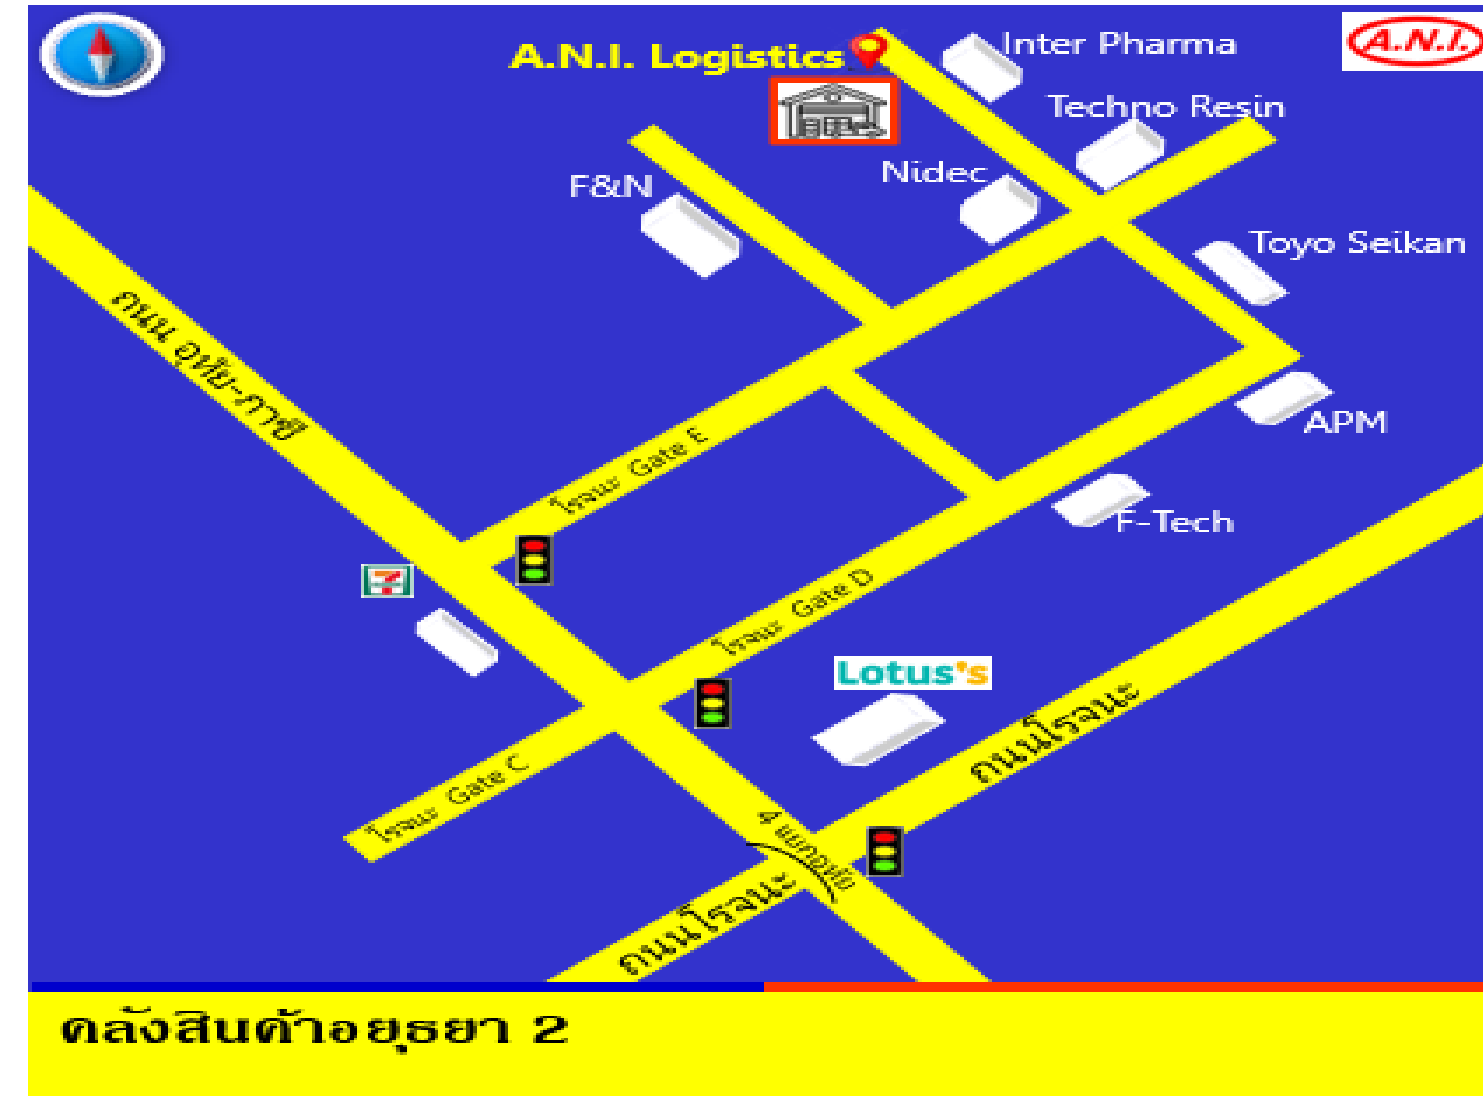 A.N.I. Logistics
Inter Pharma
A.N.I.
Techno Resin
Nidec
F&N
Toyo Seikan
ถนน อุทัย-ภาชี
APM
โรจนะ Gate E
F-Tech
7
โรจนะ Gate D
Lotus's
ถนนโรจนะ
โรจนะ Gate C
4 แยกอุทัย
ถนนโรจนะ
คลังสินค้าอยุธยา 2